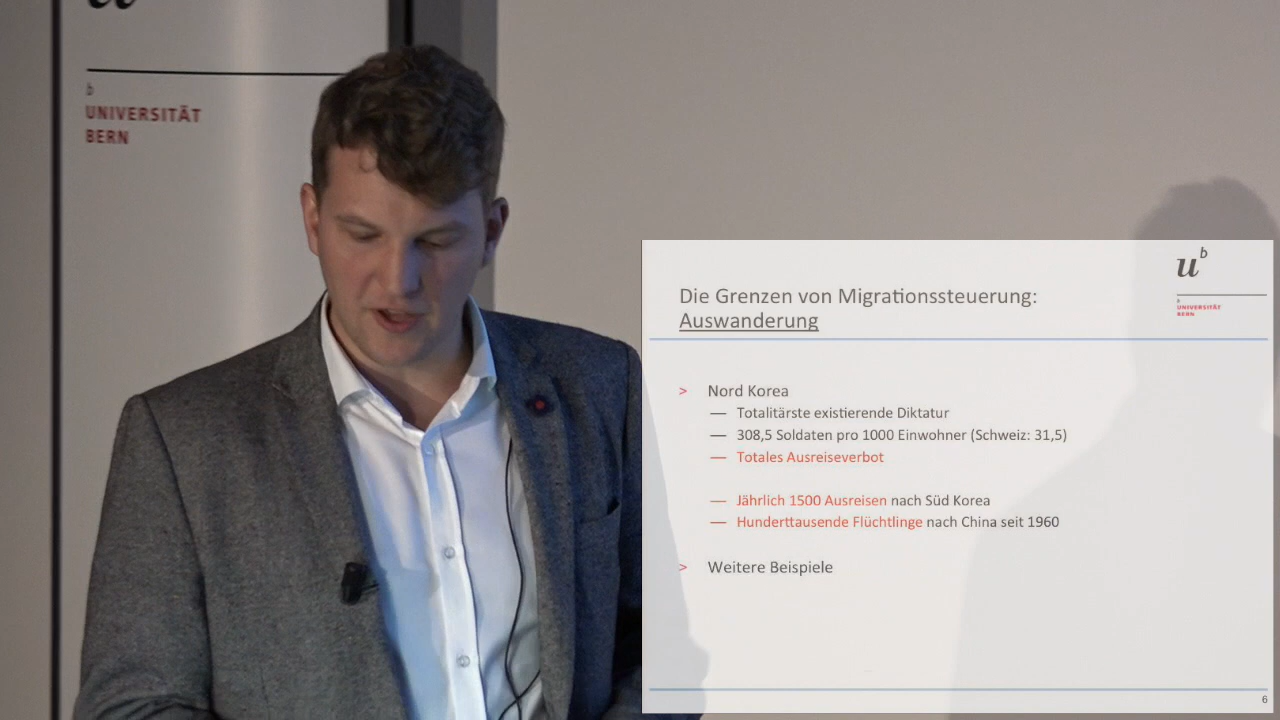 u
b
UNIVERSITÄT
BERN
u b
b
UNIVERSITÄT
BERN
Die Grenzen von Migrationssteuerung:
Auswanderung
> Nord Korea
— Totalitärste existierende Diktatur
— 308,5 Soldaten pro 1000 Einwohner (Schweiz: 31,5)
— Totales Ausreiseverbot
— Jährlich 1500 Ausreisen nach Süd Korea
— Hunderttausende Flüchtlinge nach China seit 1960
> Weitere Beispiele
6